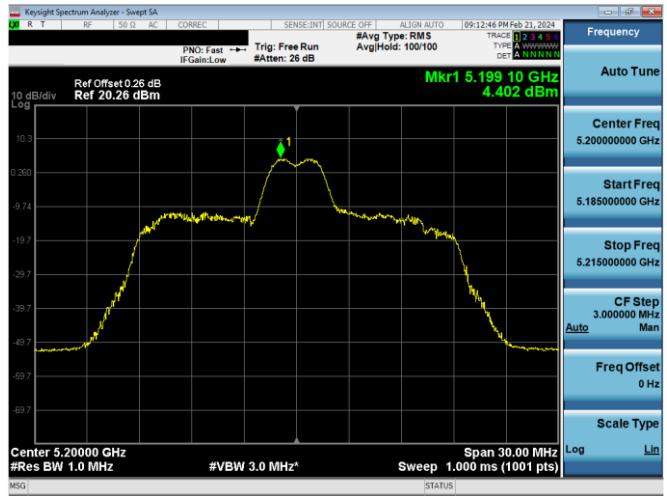 Keysight Spectrum Analyzer - Swept SA
R T RF 50 Ω AC CORREC SENSE:INT SOURCE OFF ALIGN AUTO 09:12:46 PM Feb 21, 2024
PNO: Fast
IFGain:Low
Trig: Free Run
#Atten: 26 dB
#Avg Type: RMS
Avg|Hold: 100/100
TRACE 1 2 3 4 5 6
TYPE A WWWWW
DET A N N N N N
Mkr1 5.199 10 GHz
4.402 dBm
Ref Offset 0.26 dB
10 dB/div Ref 20.26 dBm
Log
1
10.3
0.260
-9.74
-19.7
-29.7
-39.7
-49.7
-59.7
-69.7
Center 5.20000 GHz Span 30.00 MHz
#Res BW 1.0 MHz #VBW 3.0 MHz* Sweep 1.000 ms (1001 pts)
MSG STATUS
Frequency
Auto Tune
Center Freq
5.200000000 GHz
Start Freq
5.185000000 GHz
Stop Freq
5.215000000 GHz
CF Step
3.000000 MHz
Auto Man
Freq Offset
0 Hz
Scale Type
Log Lin